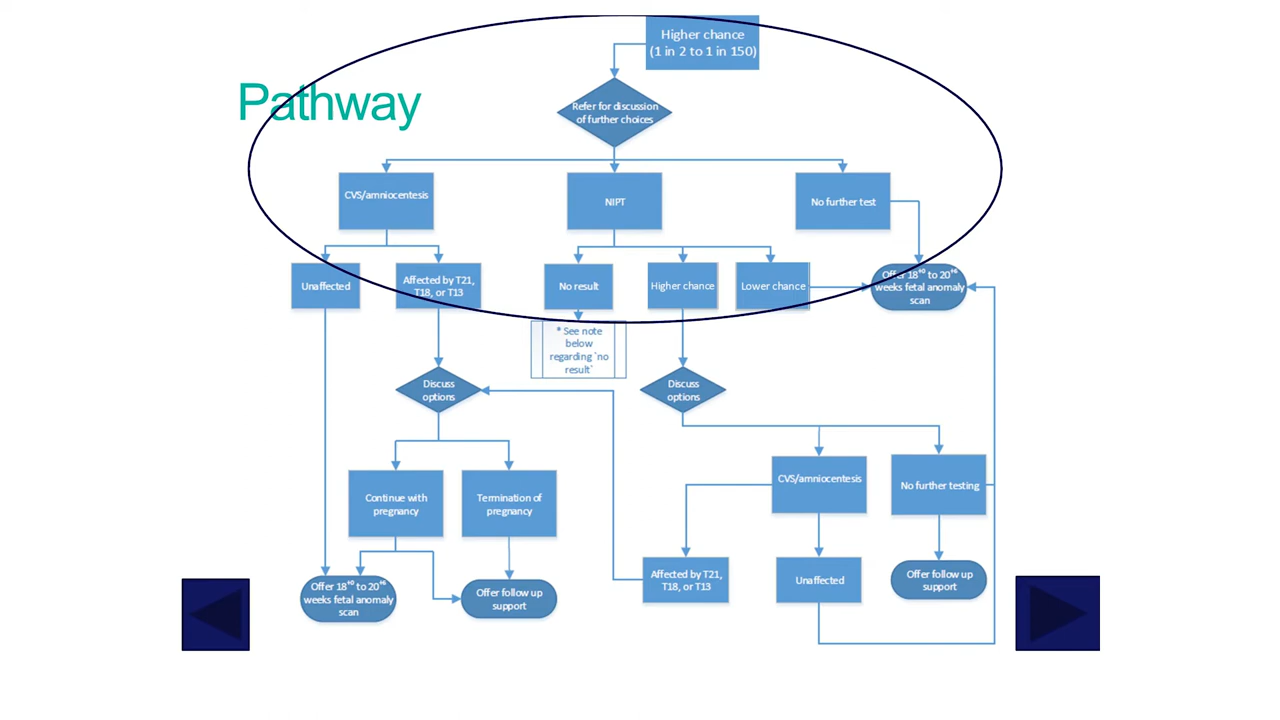 Pathway
Higher chance
(1 in 2 to 1 in 150)
Refer for discussion
of further choices
CVS/amniocentesis
NIPT
No further test
Unaffected
Affected by T21,
T18, or T13
No result
Higher chance
Lower chance
Offer 18⁺⁰ to 20⁺⁶
weeks fetal anomaly
scan
* See note
below
regarding 'no
result'
Discuss
options
Discuss
options
Continue with
pregnancy
Termination of
pregnancy
CVS/amniocentesis
No further testing
Offer 18⁺⁰ to 20⁺⁶
weeks fetal anomaly
scan
Offer follow up
support
Affected by T21,
T18, or T13
Unaffected
Offer follow up
support